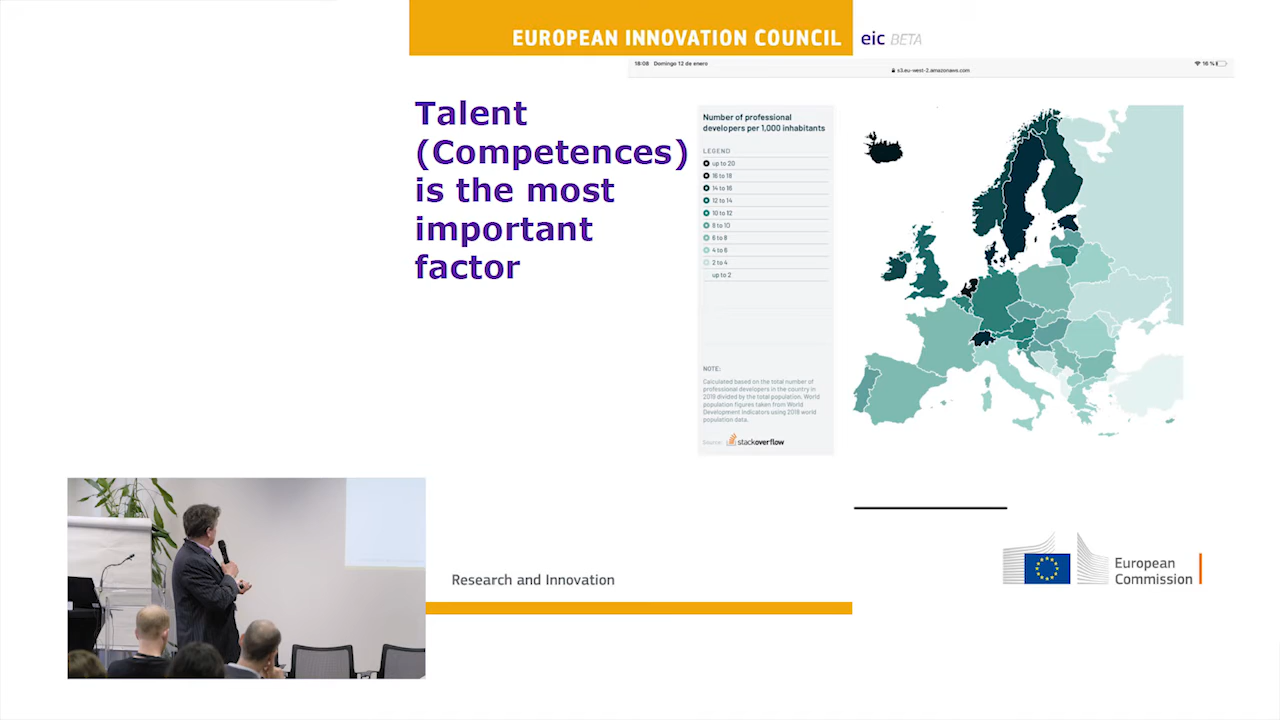 EUROPEAN INNOVATION COUNCIL
eic BETA
18:08 Domingo 12 de enero
s3.eu-west-2.amazonaws.com
16 %
Talent
(Competences)
is the most
important
factor
Number of professional
developers per 1,000 inhabitants
LEGEND
up to 20
16 to 18
14 to 16
12 to 14
10 to 12
8 to 10
6 to 8
4 to 6
2 to 4
up to 2
NOTE:
Calculated based on the total number of
professional developers in the country in
2019 divided by the total population. World
population figures taken from World
Development Indicators using 2018 world
population data.
Source: stackoverflow
Research and Innovation
European
Commission